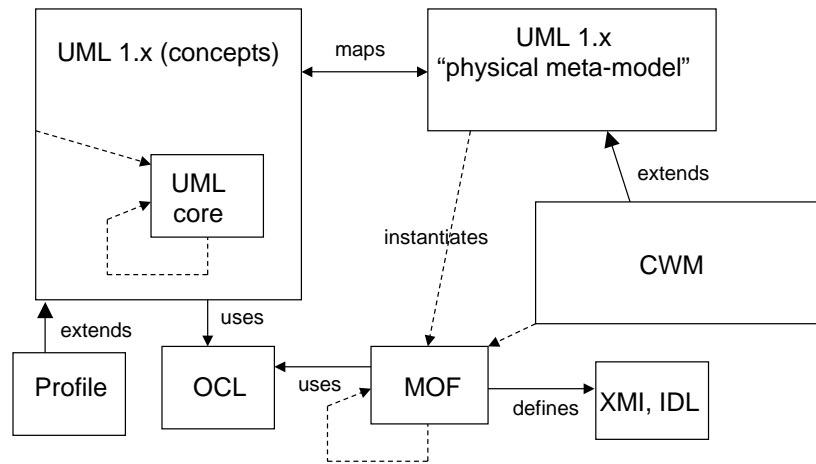 UML 1.x (concepts)
maps
UML 1.x
“physical meta-model”
UML
core
extends
instantiates
CWM
extends
uses
Profile
OCL
uses
MOF
defines
XMI, IDL